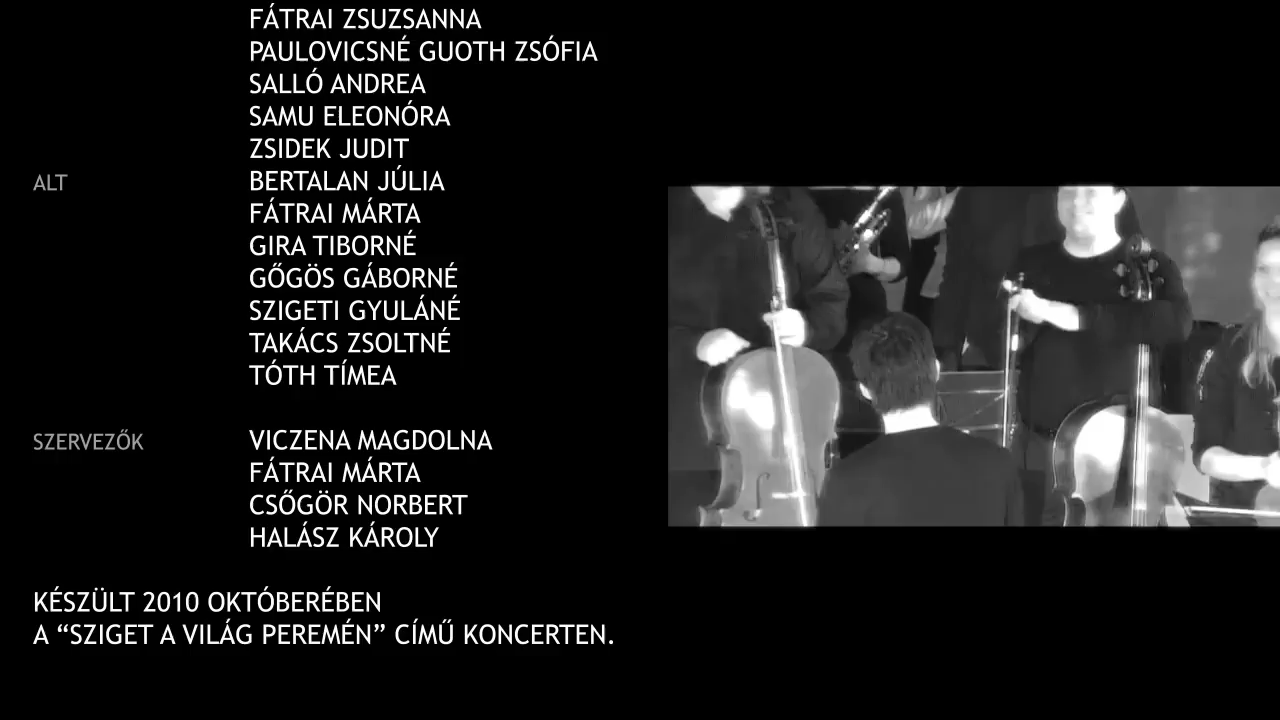 FÁTRAI ZSUZSANNA
PAULOVICSNÉ GUOTH ZSÓFIA
SALLÓ ANDREA
SAMU ELEONÓRA
ZSIDEK JUDIT
ALT BERTALAN JÚLIA
FÁTRAI MÁRTA
GIRA TIBORNÉ
GŐGÖS GÁBORNÉ
SZIGETI GYULÁNÉ
TAKÁCS ZSOLTNÉ
TÓTH TÍMEA
SZERVEZŐK VICZENA MAGDOLNA
FÁTRAI MÁRTA
CSŐGÖR NORBERT
HALÁSZ KÁROLY
KÉSZÜLT 2010 OKTÓBERÉBEN
A “SZIGET A VILÁG PEREMÉN” CÍMŰ KONCERTEN.